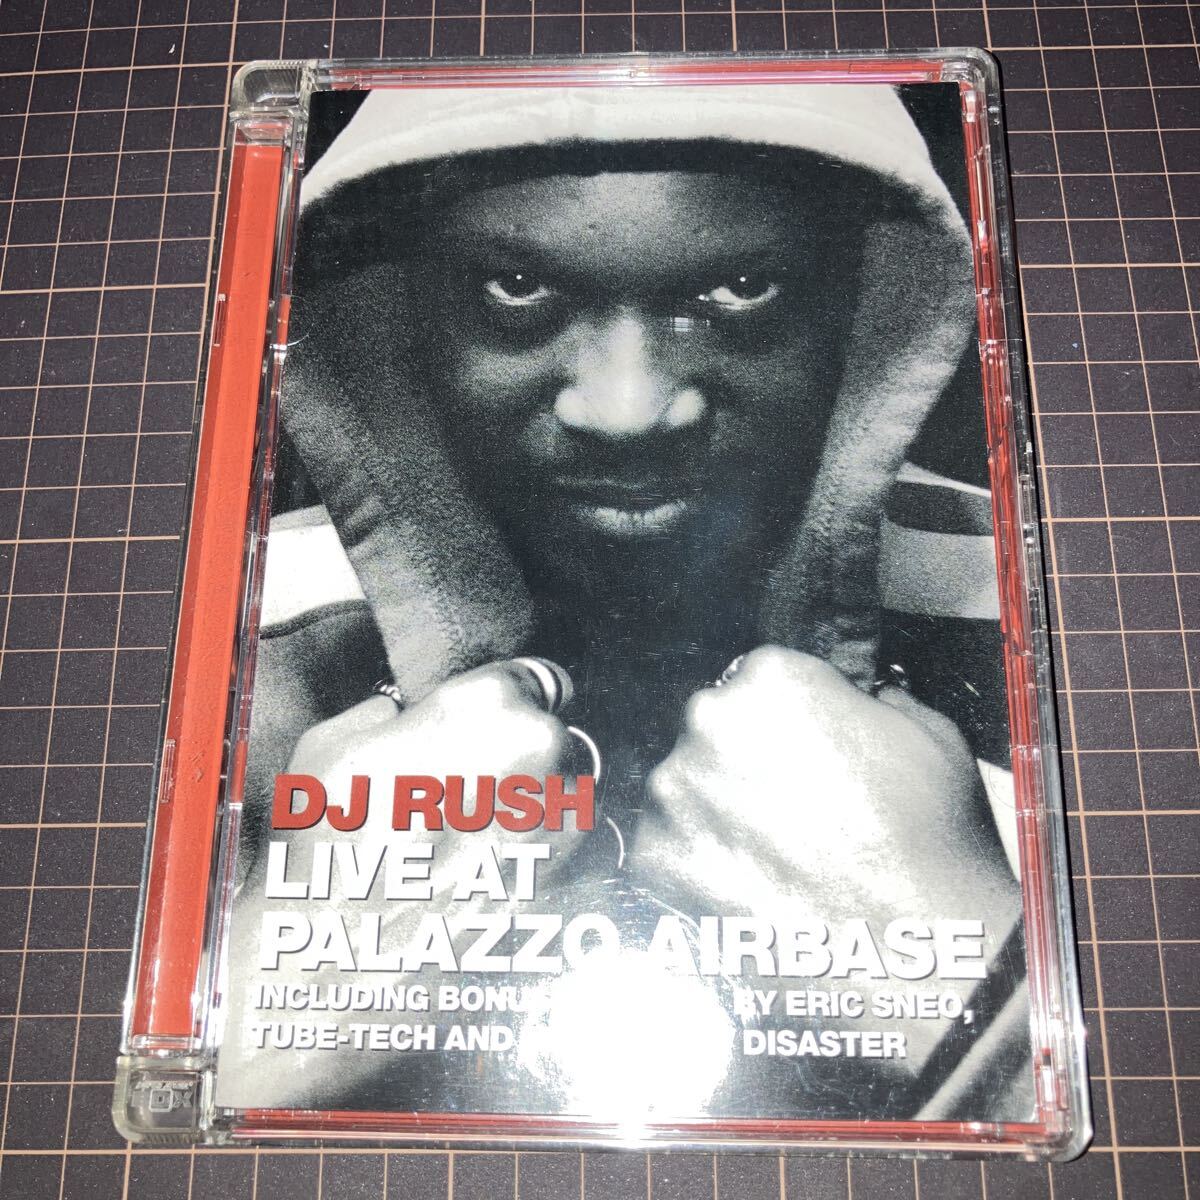 DJ RUSH
LIVE AT
PALAZZO AIRBASE
INCLUDING BONUS BY ERIC SNEO,
TUBE-TECH AND DISASTER